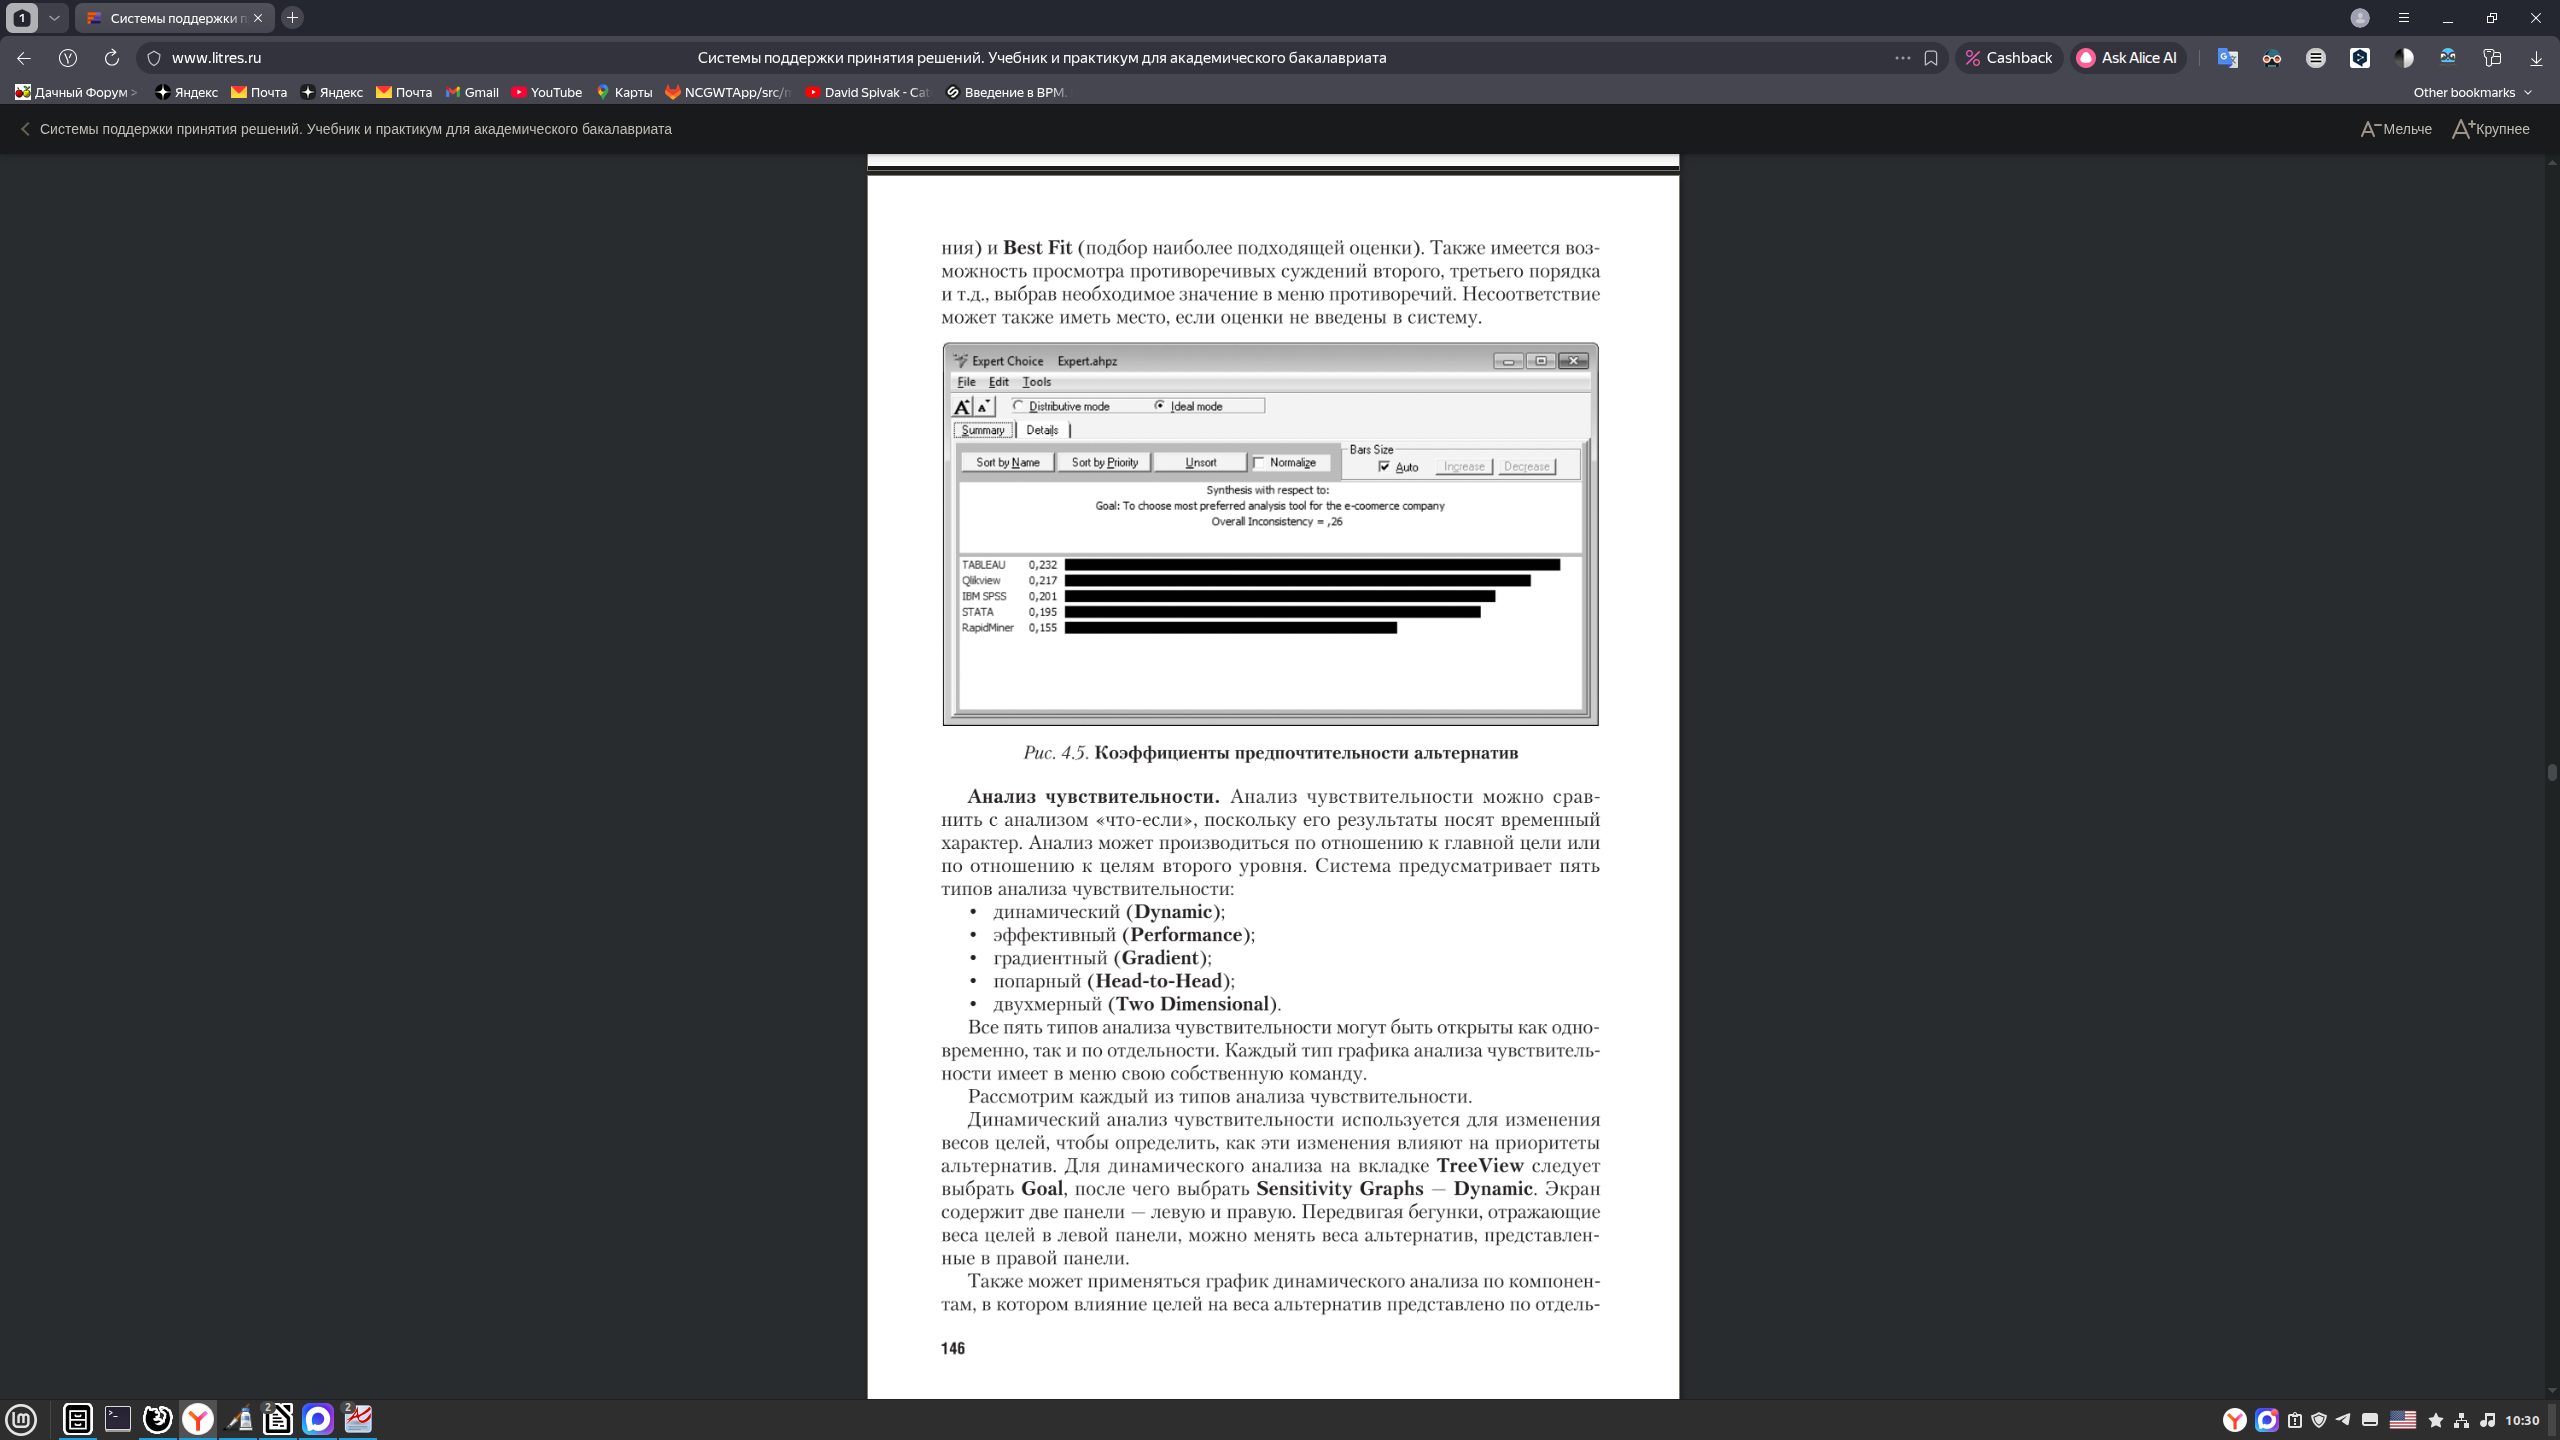 1
Системы поддержки п
www.litres.ru
Системы поддержки принятия решений. Учебник и практикум для академического бакалавриата
Cashback
Ask Alice AI
Дачный Форум >
Яндекс
Почта
Яндекс
Почта
Gmail
YouTube
Карты
NCGWTApp/src/
David Spivak - Cat
Введение в BPM.
Other bookmarks
Системы поддержки принятия решений. Учебник и практикум для академического бакалавриата
A− Мельче
A+ Крупнее
ния) и Best Fit (подбор наиболее подходящей оценки). Также имеется воз-
можность просмотра противоречивых суждений второго, третьего порядка
и т.д., выбрав необходимое значение в меню противоречий. Несоответствие
может также иметь место, если оценки не введены в систему.
Expert Choice Expert.ahpz
File Edit Tools
A A Distributive mode Ideal mode
Summary Details
Sort by Name Sort by Priority Unsort Normalize
Bars Size
Auto Increase Decrease
Synthesis with respect to:
Goal: To choose most preferred analysis tool for the e-coomerce company
Overall Inconsistency = ,26
TABLEAU 0,232
Qlikview 0,217
IBM SPSS 0,201
STATA 0,195
RapidMiner 0,155
Рис. 4.5. Коэффициенты предпочтительности альтернатив
Анализ чувствительности. Анализ чувствительности можно срав-
нить с анализом «что-если», поскольку его результаты носят временный
характер. Анализ может производиться по отношению к главной цели или
по отношению к целям второго уровня. Система предусматривает пять
типов анализа чувствительности:
• динамический (Dynamic);
• эффективный (Performance);
• градиентный (Gradient);
• попарный (Head-to-Head);
• двухмерный (Two Dimensional).
Все пять типов анализа чувствительности могут быть открыты как одно-
временно, так и по отдельности. Каждый тип графика анализа чувствитель-
ности имеет в меню свою собственную команду.
Рассмотрим каждый из типов анализа чувствительности.
Динамический анализ чувствительности используется для изменения
весов целей, чтобы определить, как эти изменения влияют на приоритеты
альтернатив. Для динамического анализа на вкладке TreeView следует
выбрать Goal, после чего выбрать Sensitivity Graphs — Dynamic. Экран
содержит две панели — левую и правую. Передвигая бегунки, отражающие
веса целей в левой панели, можно менять веса альтернатив, представлен-
ные в правой панели.
Также может применяться график динамического анализа по компонен-
там, в котором влияние целей на веса альтернатив представлено по отдель-
146
2
2
10:30